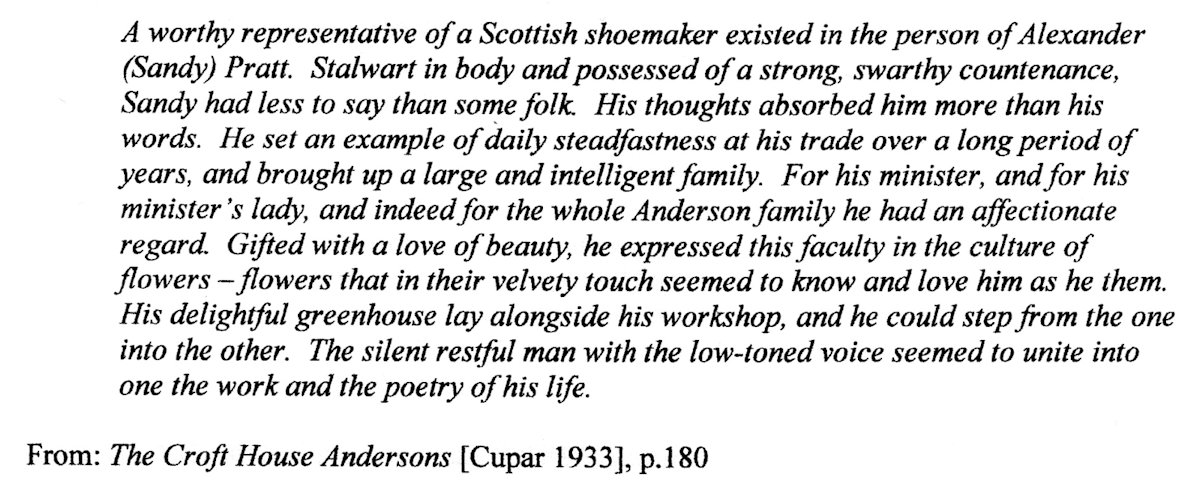 A worthy representative of a Scottish shoemaker existed in the person of Alexander
(Sandy) Pratt.  Stalwart in body and possessed of a strong, swarthy countenance,
Sandy had less to say than some folk.  His thoughts absorbed him more than his
words.  He set an example of daily steadfastness at his trade over a long period of
years, and brought up a large and intelligent family.  For his minister, and for his
minister's lady, and indeed for the whole Anderson family he had an affectionate
regard.  Gifted with a love of beauty, he expressed this faculty in the culture of
flowers – flowers that in their velvety touch seemed to know and love him as he them.
His delightful greenhouse lay alongside his workshop, and he could step from the one
into the other.  The silent restful man with the low-toned voice seemed to unite into
one the work and the poetry of his life.
From: The Croft House Andersons [Cupar 1933], p.180